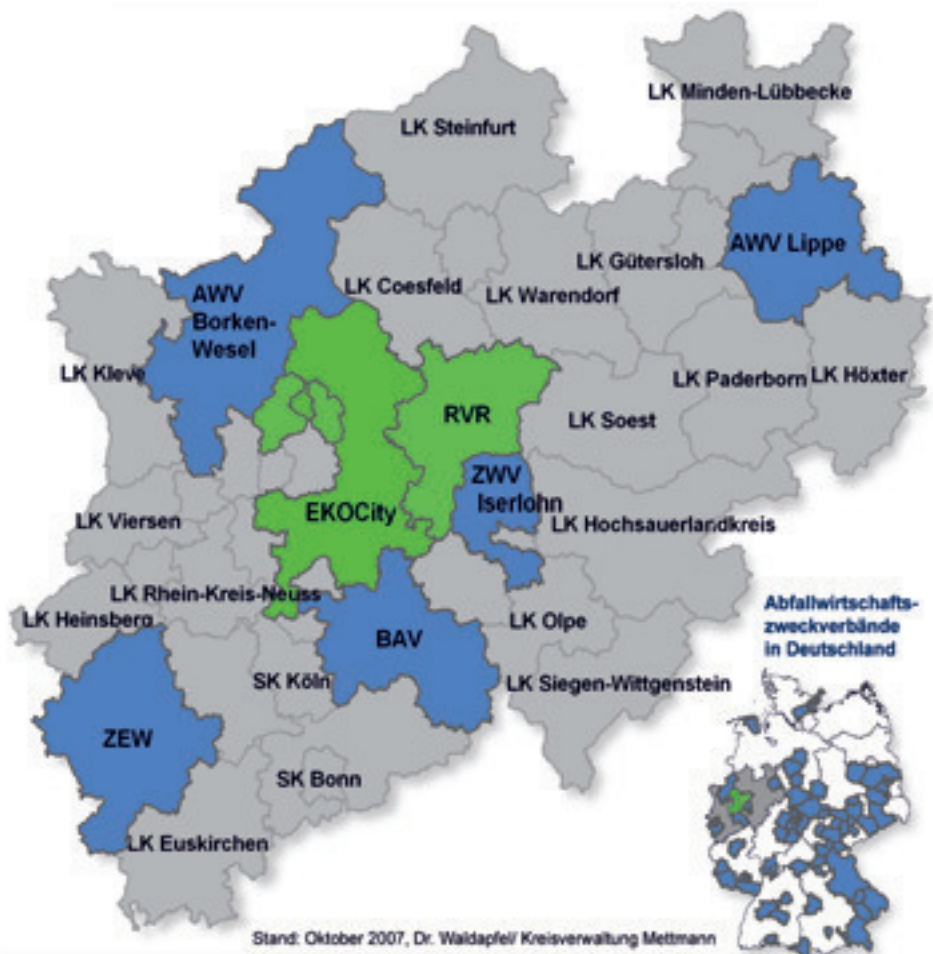 LK Minden-Lübbecke
LK Steinfurt
AWV Lippe
LK Gütersloh
LK Coesfeld
LK Warendorf
AWV
Borken-
Wesel
LK Kleve
LK Paderborn
LK Höxter
RVR
LK Soest
ZWV
Iserlohn
EKOCity
LK Viersen
LK Hochsauerlandkreis
LK Rhein-Kreis-Neuss
LK Heinsberg
Abfallwirtschafts-
zweckverbände
in Deutschland
LK Olpe
BAV
SK Köln
LK Siegen-Wittgenstein
ZEW
SK Bonn
LK Euskirchen
Stand: Oktober 2007, Dr. Waldapfel/ Kreisverwaltung Mettmann